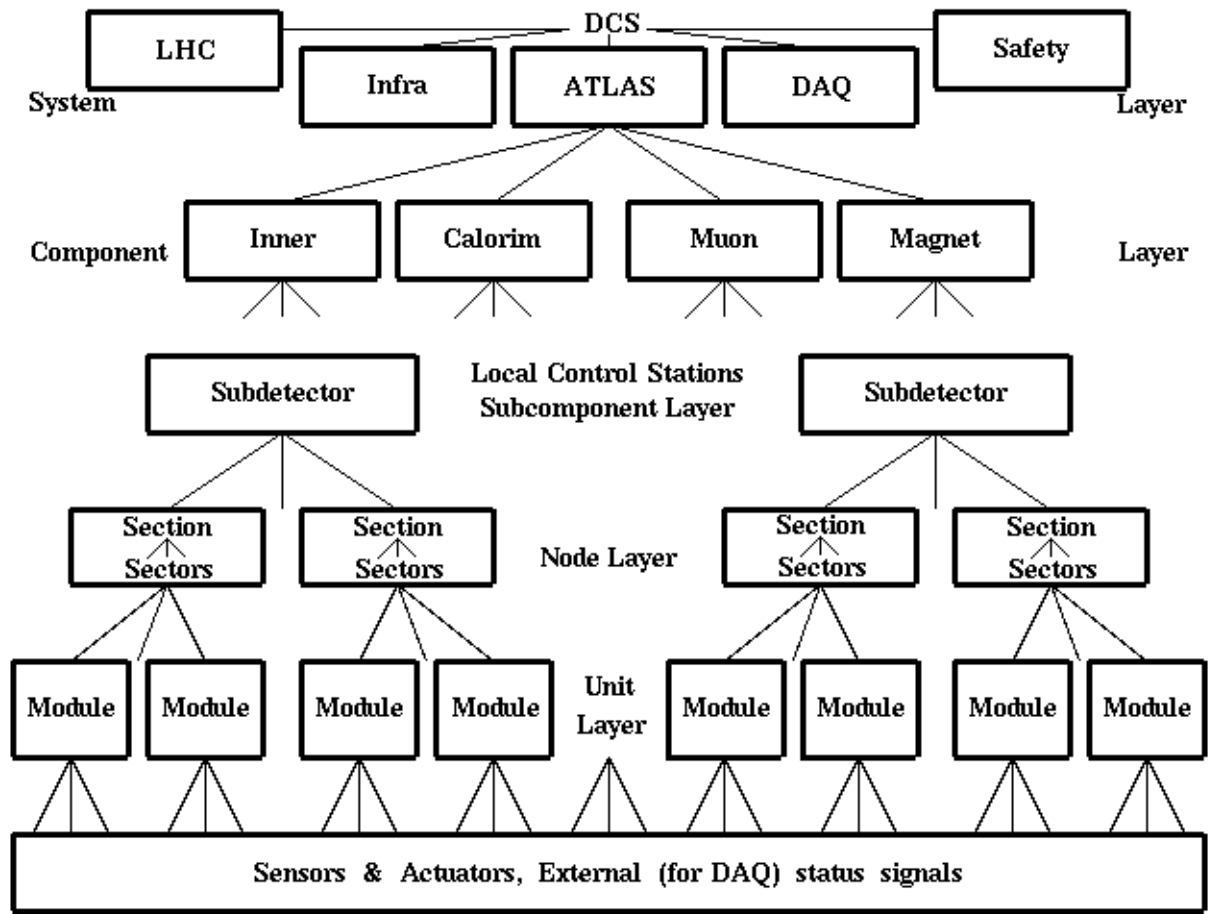 DCS
LHC
Safety
Infra
ATLAS
DAQ
System
Layer
Inner
Calorim
Muon
Magnet
Component
Layer
Subdetector
Local Control Stations
Subcomponent Layer
Subdetector
Section
Sectors
Section
Sectors
Node Layer
Section
Sectors
Section
Sectors
Module
Module
Module
Module
Unit
Layer
Module
Module
Module
Module
Sensors & Actuators, External (for DAQ) status signals